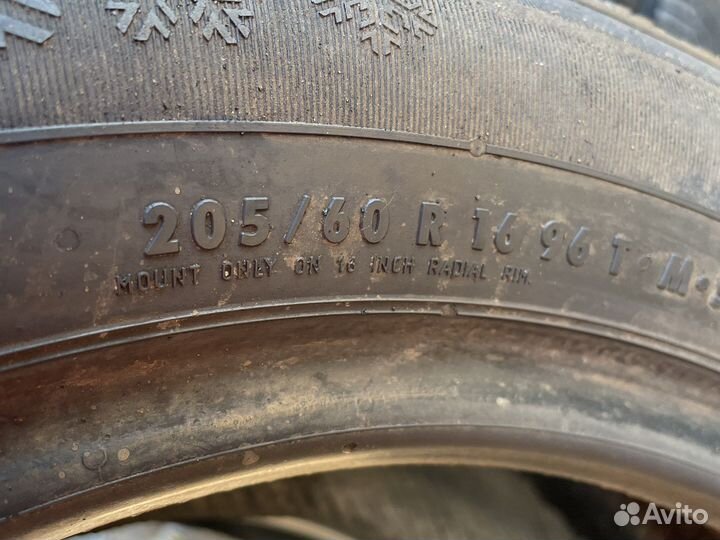 205/60 R 16 96 T M
MOUNT ONLY ON 16 INCH RADIAL RIM.
Avito